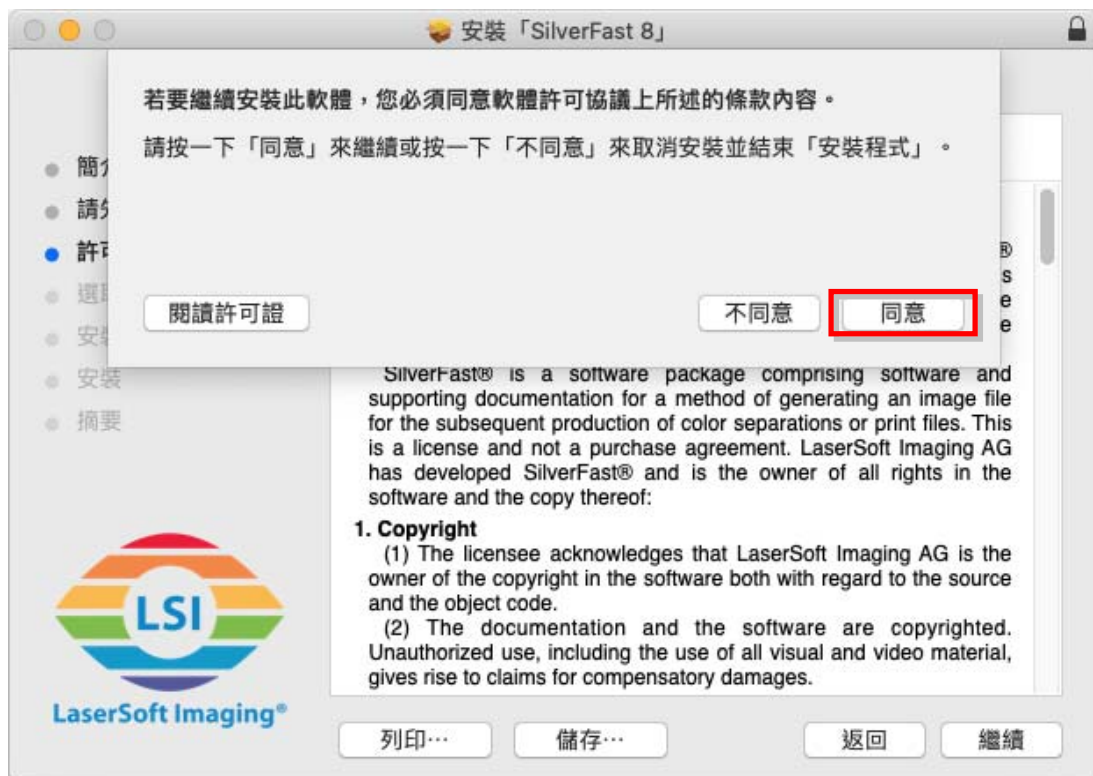 安裝「SilverFast 8」
若要繼續安裝此軟體，您必須同意軟體許可協議上所述的條款內容。
請按一下「同意」來繼續或按一下「不同意」來取消安裝並結束「安裝程式」。
簡
請
許
安
安裝
摘要
閱讀許可證
不同意
同意
®
s
e
e
SilverFast® is a software package comprising software and
supporting documentation for a method of generating an image file
for the subsequent production of color separations or print files. This
is a license and not a purchase agreement. LaserSoft Imaging AG
has developed SilverFast® and is the owner of all rights in the
software and the copy thereof:
1. Copyright
(1) The licensee acknowledges that LaserSoft Imaging AG is the
owner of the copyright in the software both with regard to the source
and the object code.
(2) The documentation and the software are copyrighted.
Unauthorized use, including the use of all visual and video material,
gives rise to claims for compensatory damages.
LSI
LaserSoft Imaging®
列印⋯
儲存⋯
返回
繼續